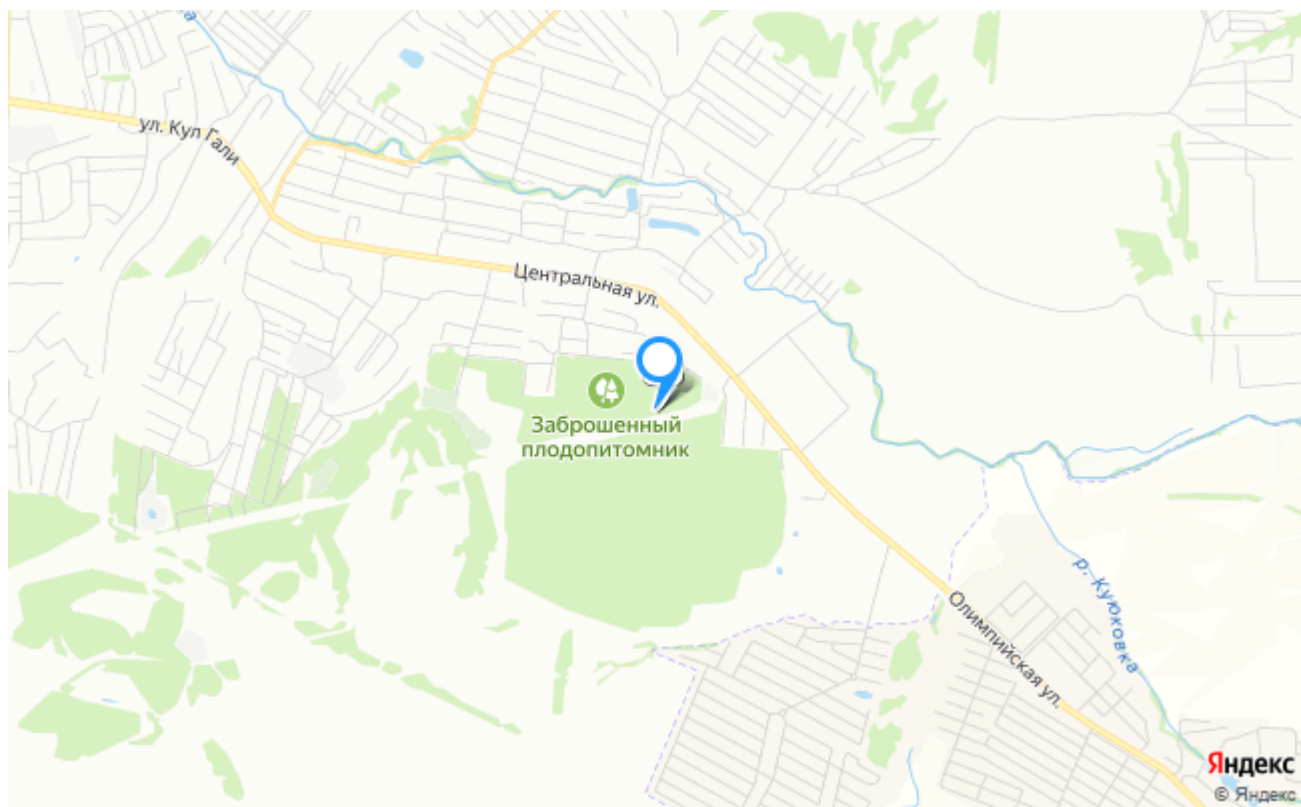 ул. Кул Гали
Центральная ул.
Заброшенный
плодопитомник
Олимпийская ул.
р. Куюковка
Яндекс
© Яндекс